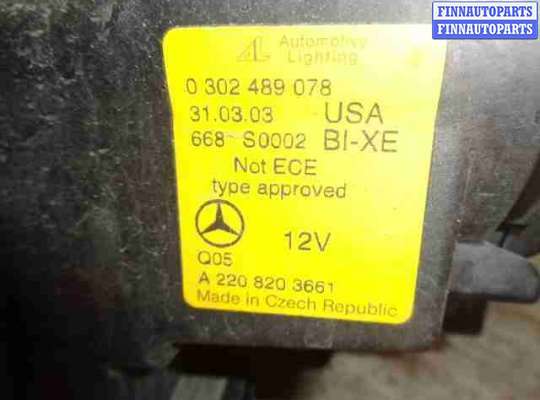 FINNAUTOPARTS
FINNAUTOPARTS
AL Automotive
Lighting
0 302 489 078
31.03.03 USA
668-S0002 BI-XE
Not ECE
type approved
12V
Q05
A 220 820 3661
Made in Czech Republic